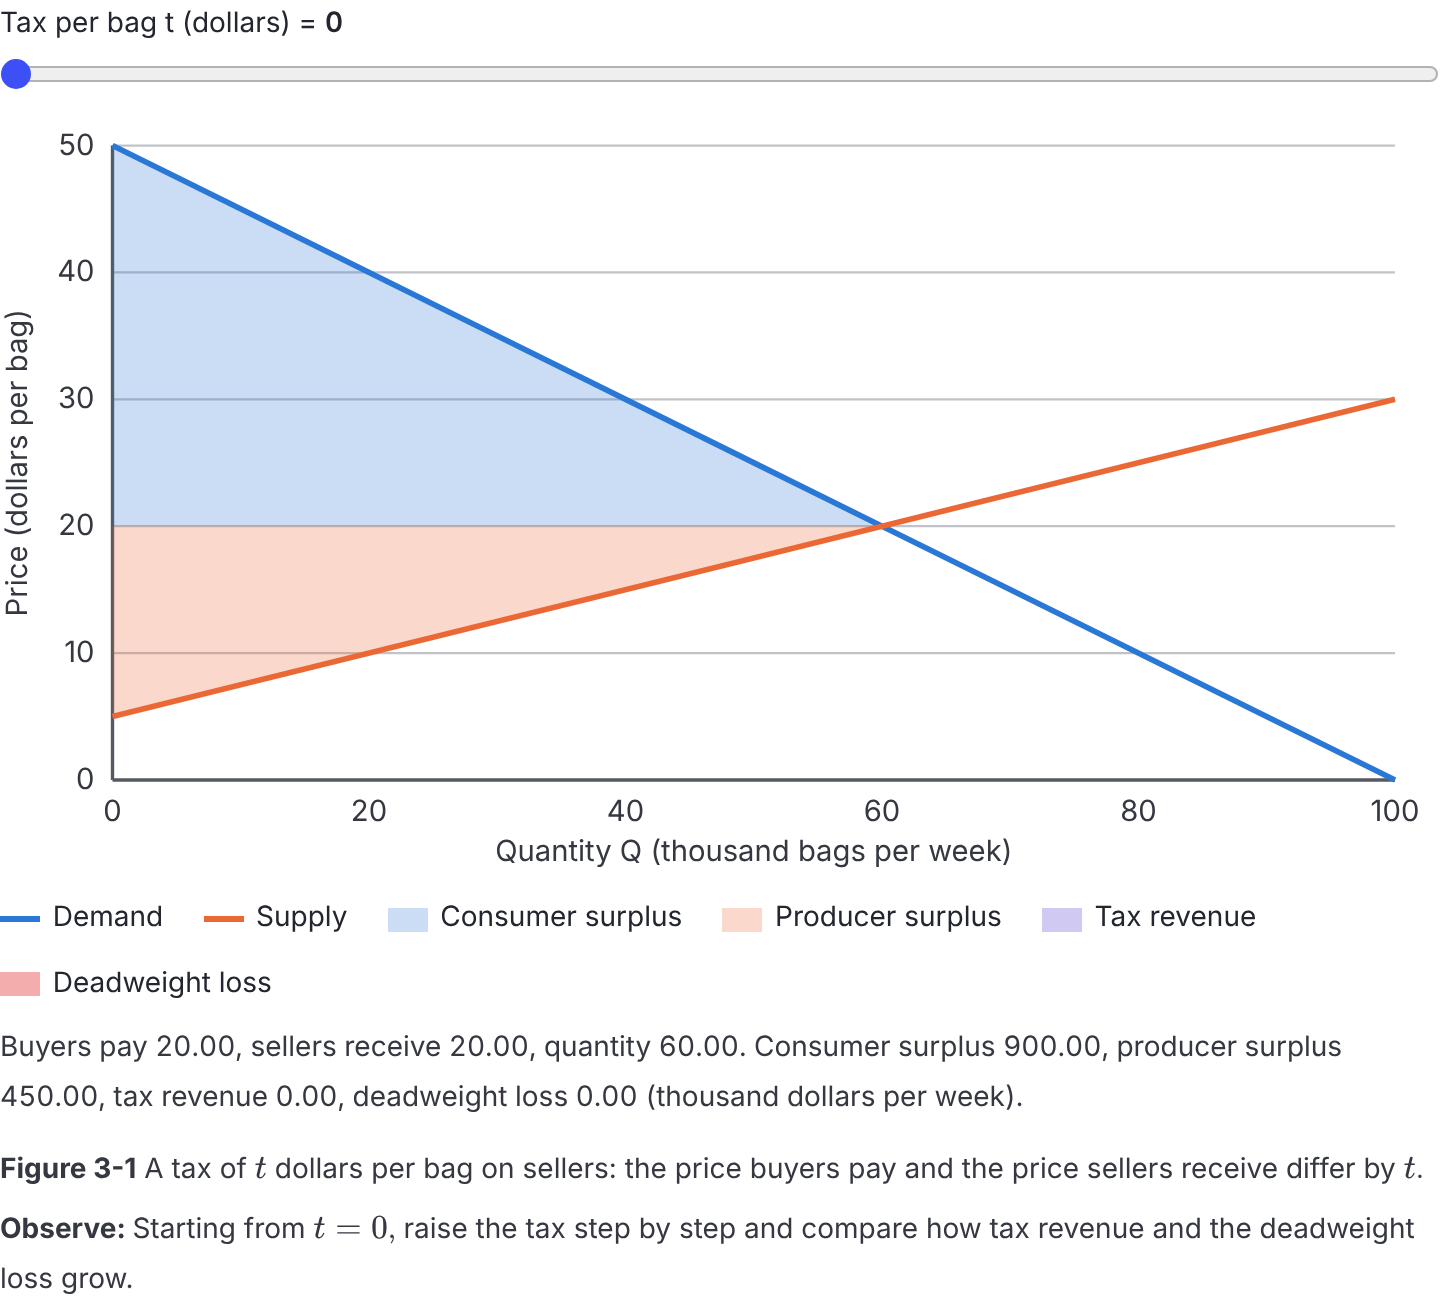 Tax per bag t (dollars) = 0
50
40
30
20
10
0
Price (dollars per bag)
0 20 40 60 80 100
Quantity Q (thousand bags per week)
Demand Supply Consumer surplus Producer surplus Tax revenue
Deadweight loss
Buyers pay 20.00, sellers receive 20.00, quantity 60.00. Consumer surplus 900.00, producer surplus
450.00, tax revenue 0.00, deadweight loss 0.00 (thousand dollars per week).
Figure 3-1 A tax of t dollars per bag on sellers: the price buyers pay and the price sellers receive differ by t.
Observe: Starting from t = 0, raise the tax step by step and compare how tax revenue and the deadweight
loss grow.